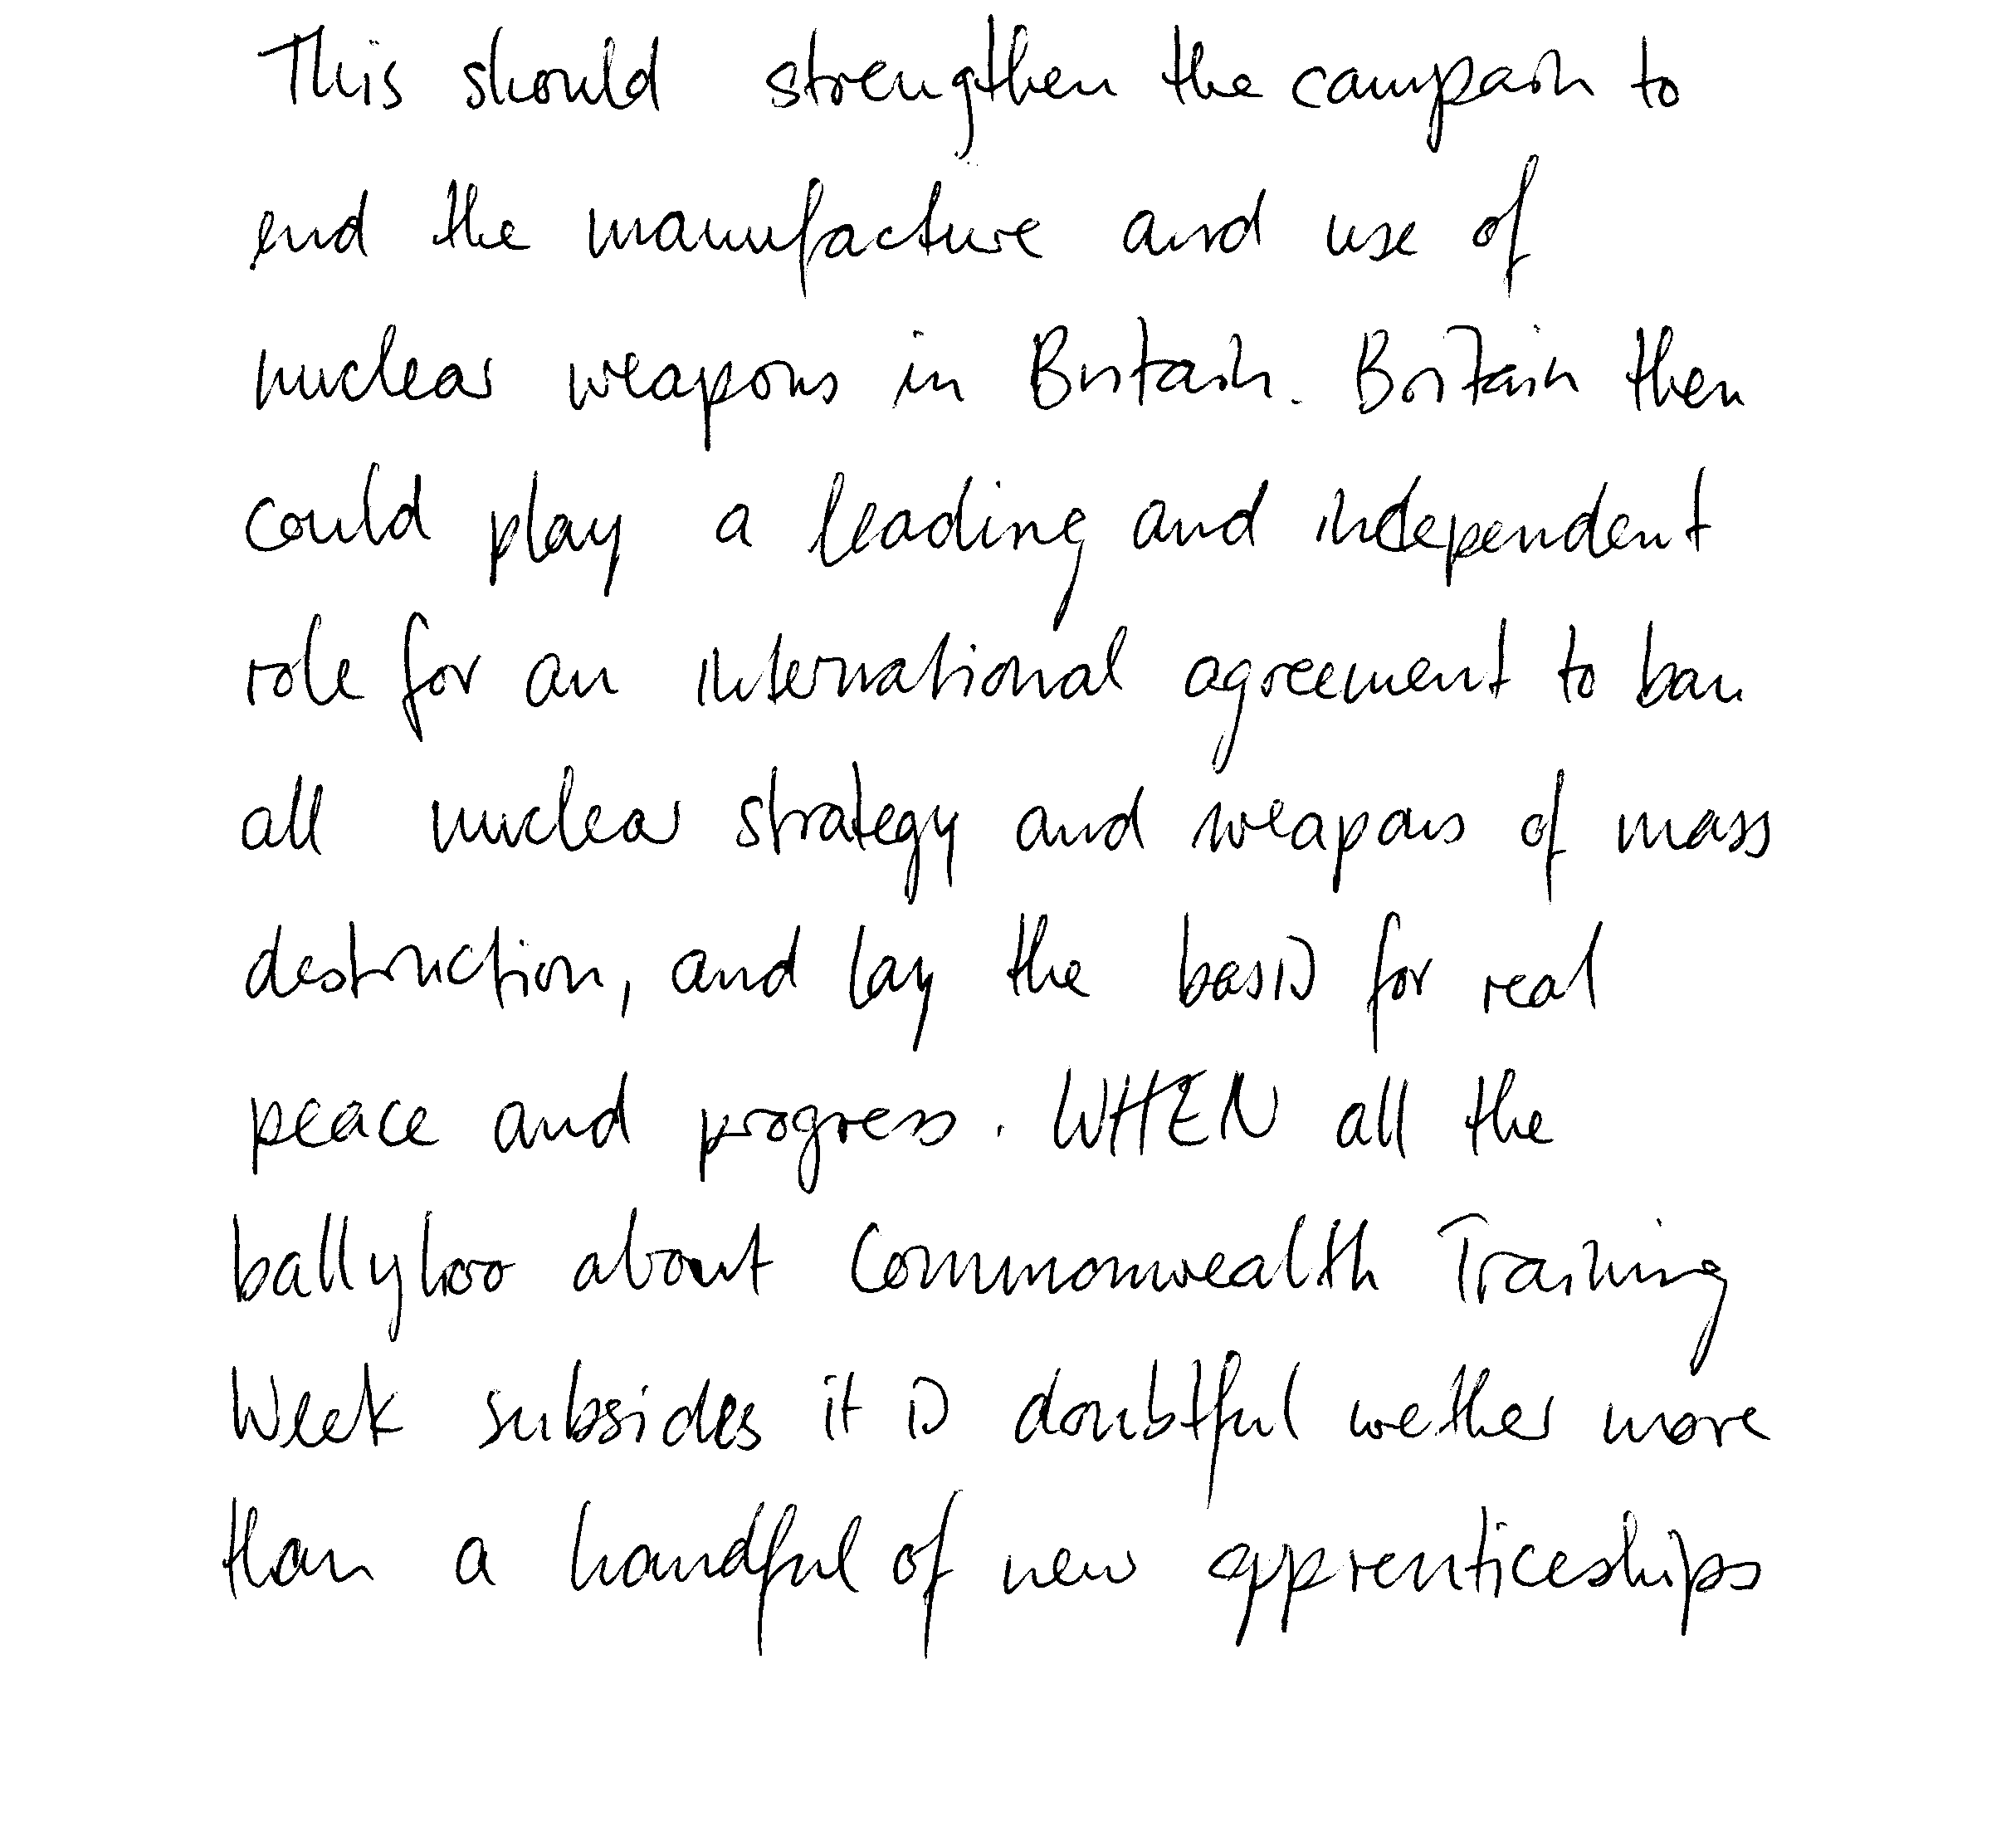 This should strengthen the campain to
end the manufacture and use of
nuclear weapons in Britain. Britain then
could play a leading and independent
role for an international agreement to ban
all nuclear strategy and weapons of mass
destruction, and lay the basis for real
peace and progress. WHEN all the
ballyhoo about Commonwealth Training
Week subsides it is doubtful wether more
than a handful of new apprenticeships